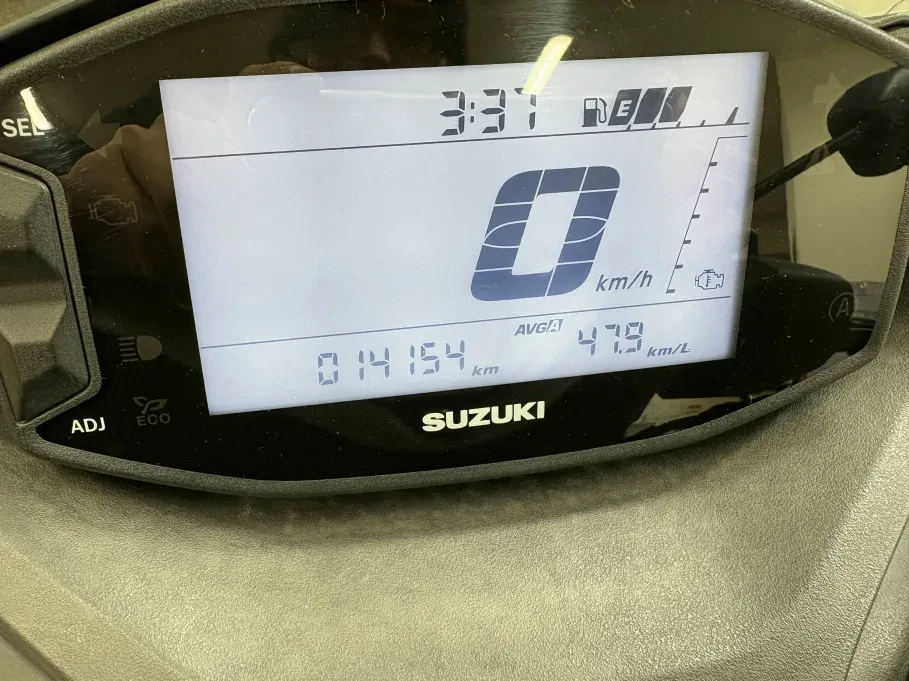 3:37 E
SEL
0 km/h
A
AVG A 47.9 km/L
014154 km
ADJ ECO
SUZUKI